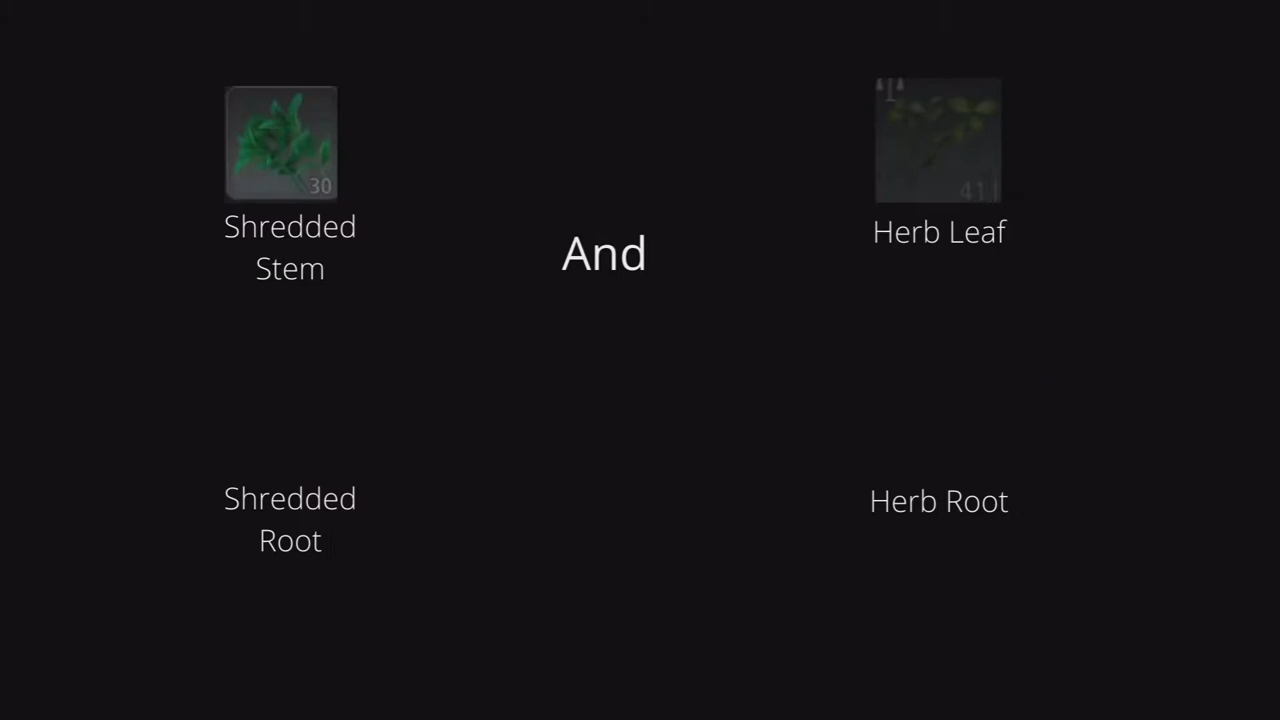 30
Shredded
Stem
And
Herb Leaf
Shredded
Root
Herb Root